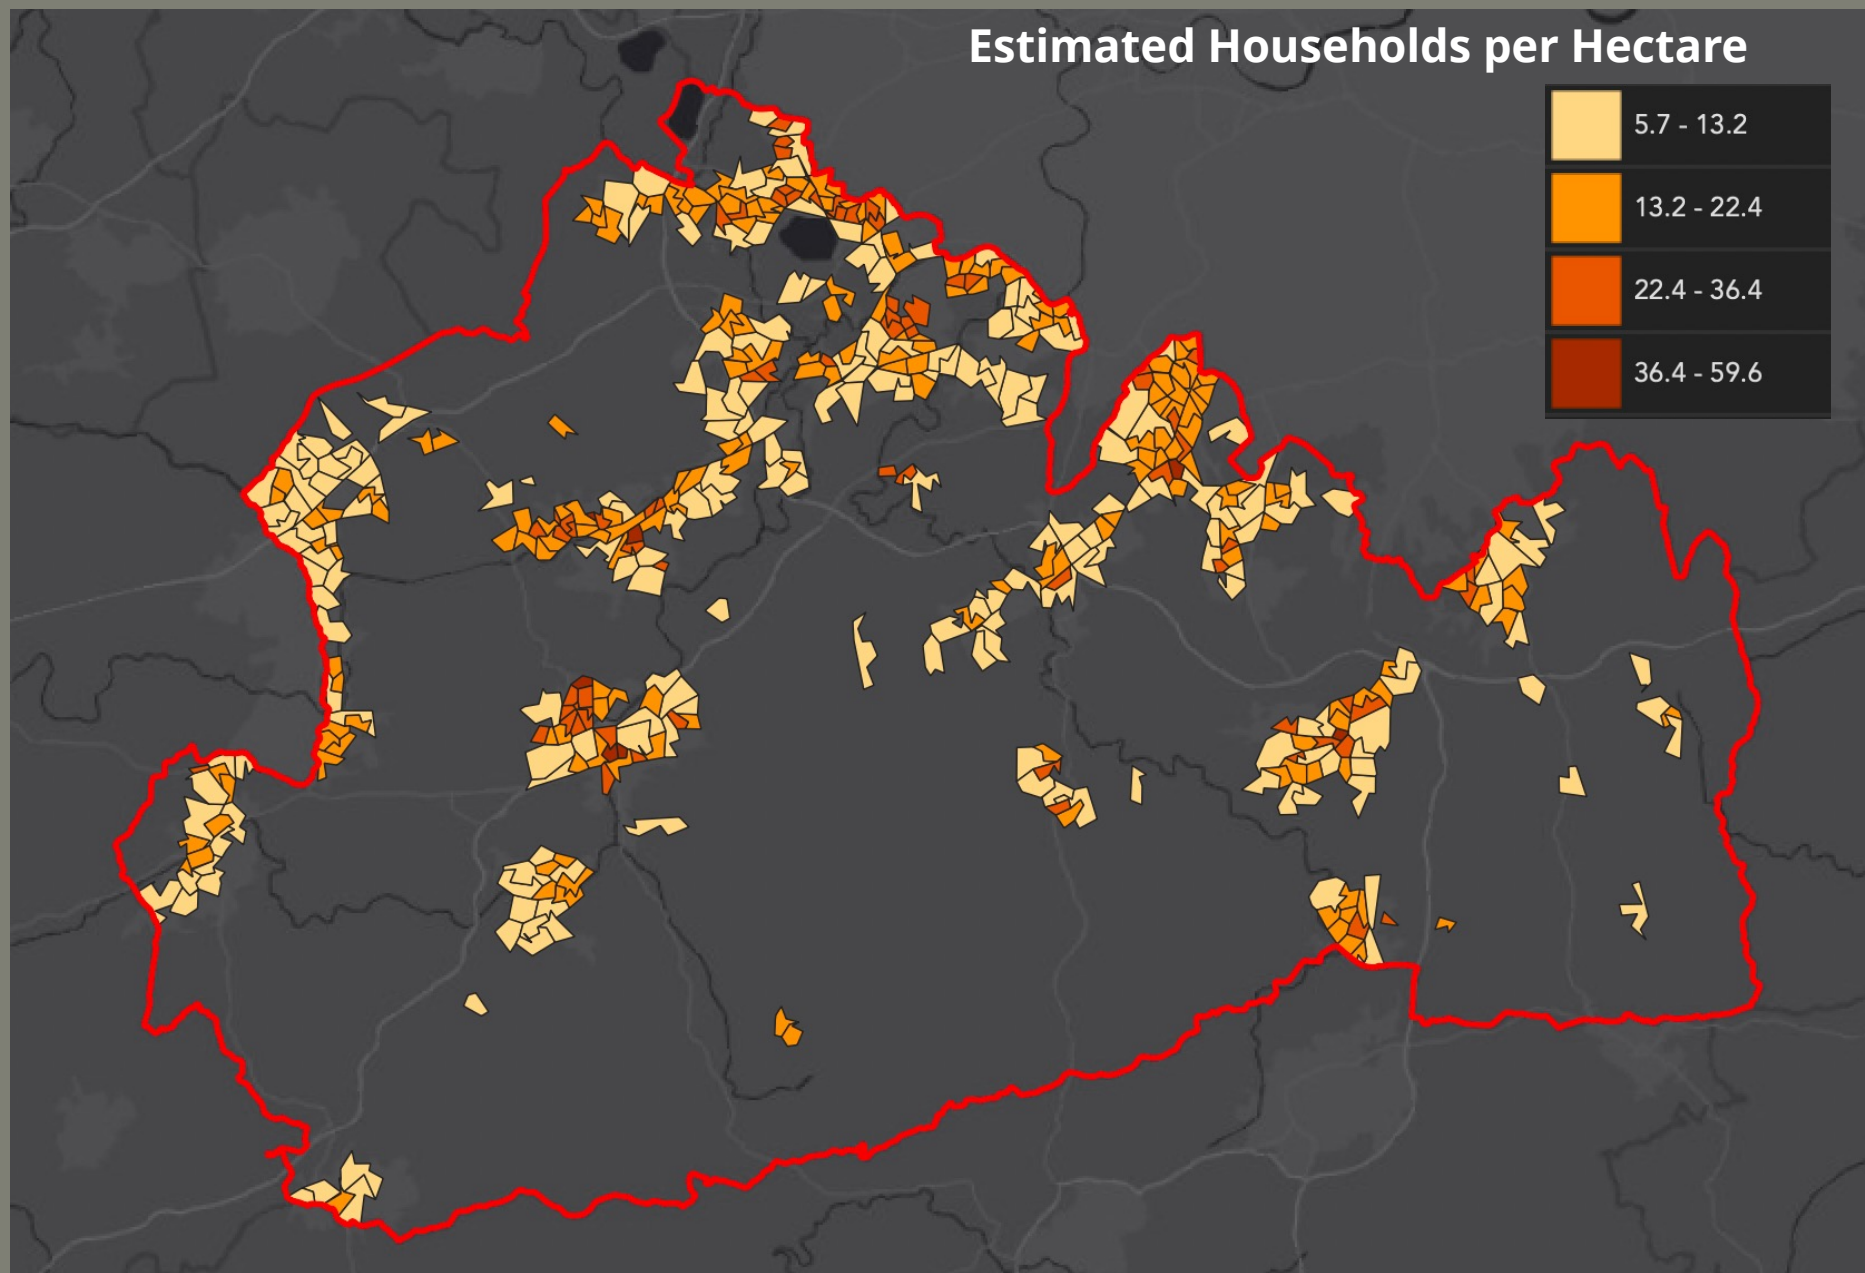 Estimated Households per Hectare
5.7 - 13.2
13.2 - 22.4
22.4 - 36.4
36.4 - 59.6